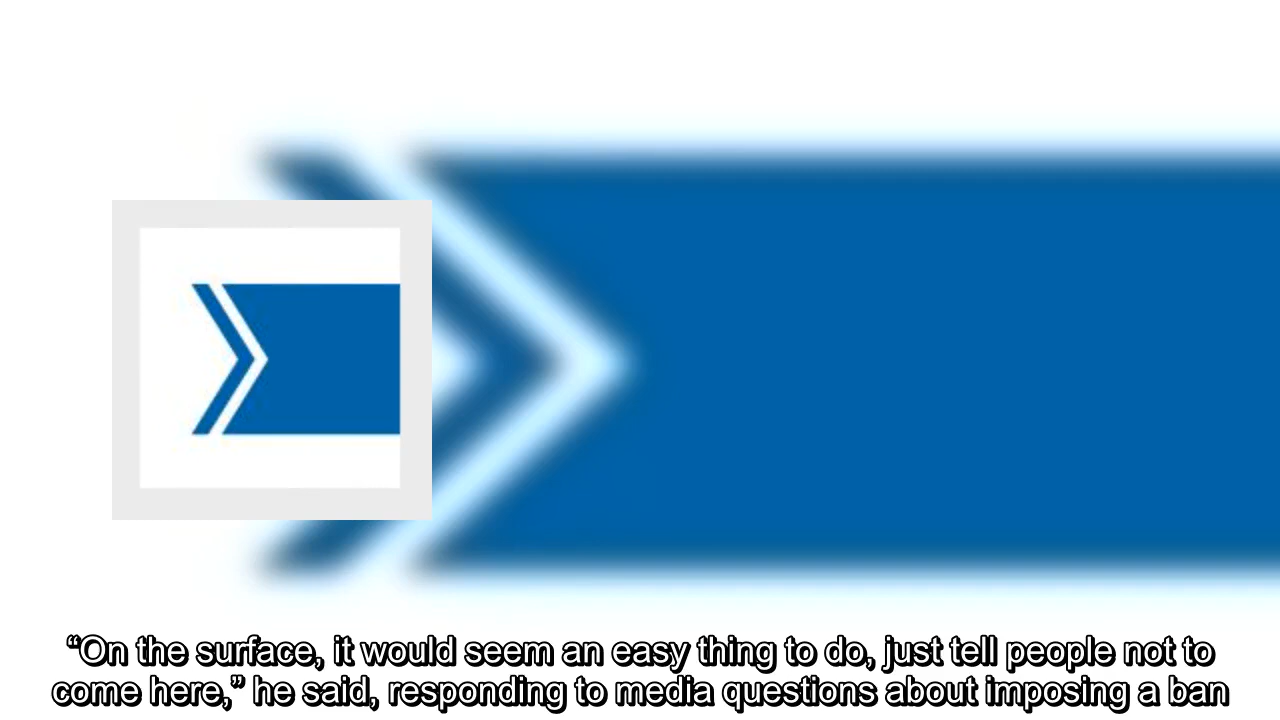 “On the surface, it would seem an easy thing to do, just tell people not to
come here,” he said, responding to media questions about imposing a ban